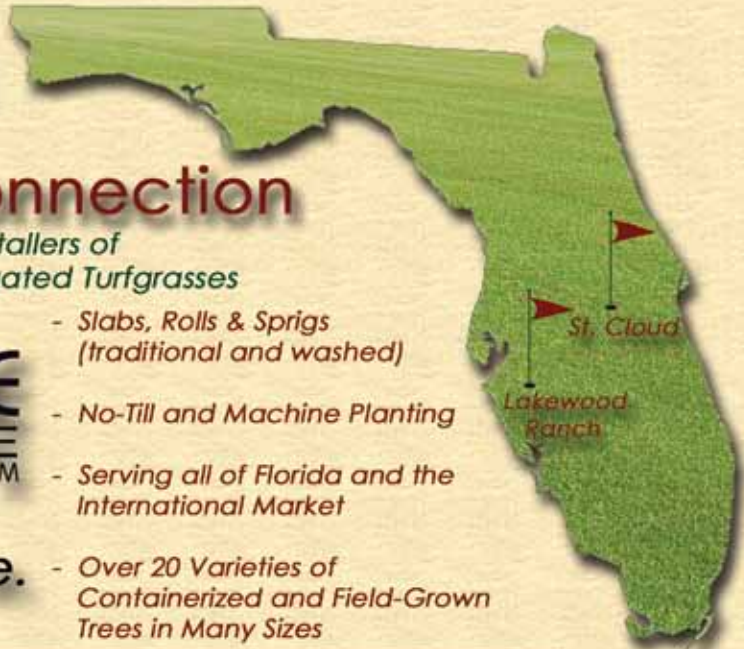 onnection
tallers of
ated Turfgrasses
- Slabs, Rolls & Sprigs
(traditional and washed)
- No-Till and Machine Planting
M
- Serving all of Florida and the
International Market
e.
- Over 20 Varieties of
Containerized and Field-Grown
Trees in Many Sizes
St. Cloud
Lakewood
Ranch